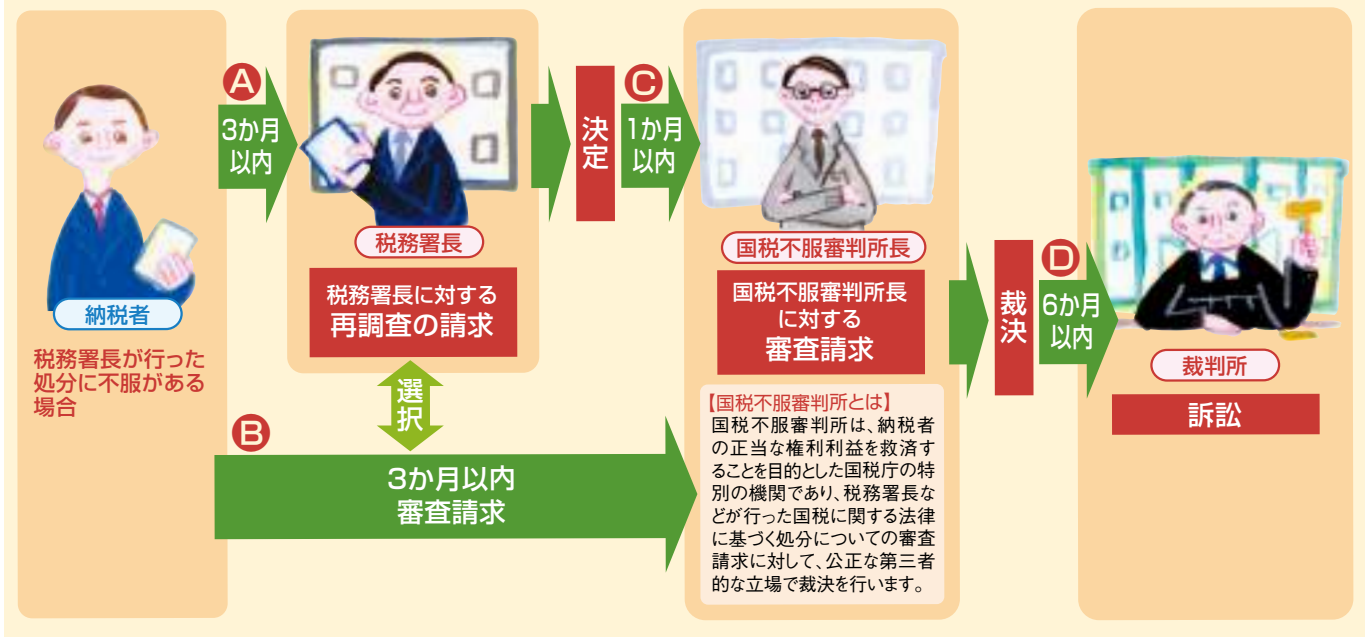 納税者
税務署長が行った
処分に不服がある
場合
A
3か月
以内
税務署長
税務署長に対する
再調査の請求
選
択
B
3か月以内
審査請求
決
定
C
1か月
以内
国税不服審判所長
国税不服審判所長
に対する
審査請求
【国税不服審判所とは】
国税不服審判所は、納税者
の正当な権利利益を救済す
ることを目的とした国税庁の特
別の機関であり、税務署長な
どが行った国税に関する法律
に基づく処分についての審査
請求に対して、公正な第三者
的な立場で裁決を行います。
裁
決
D
6か月
以内
裁判所
訴訟